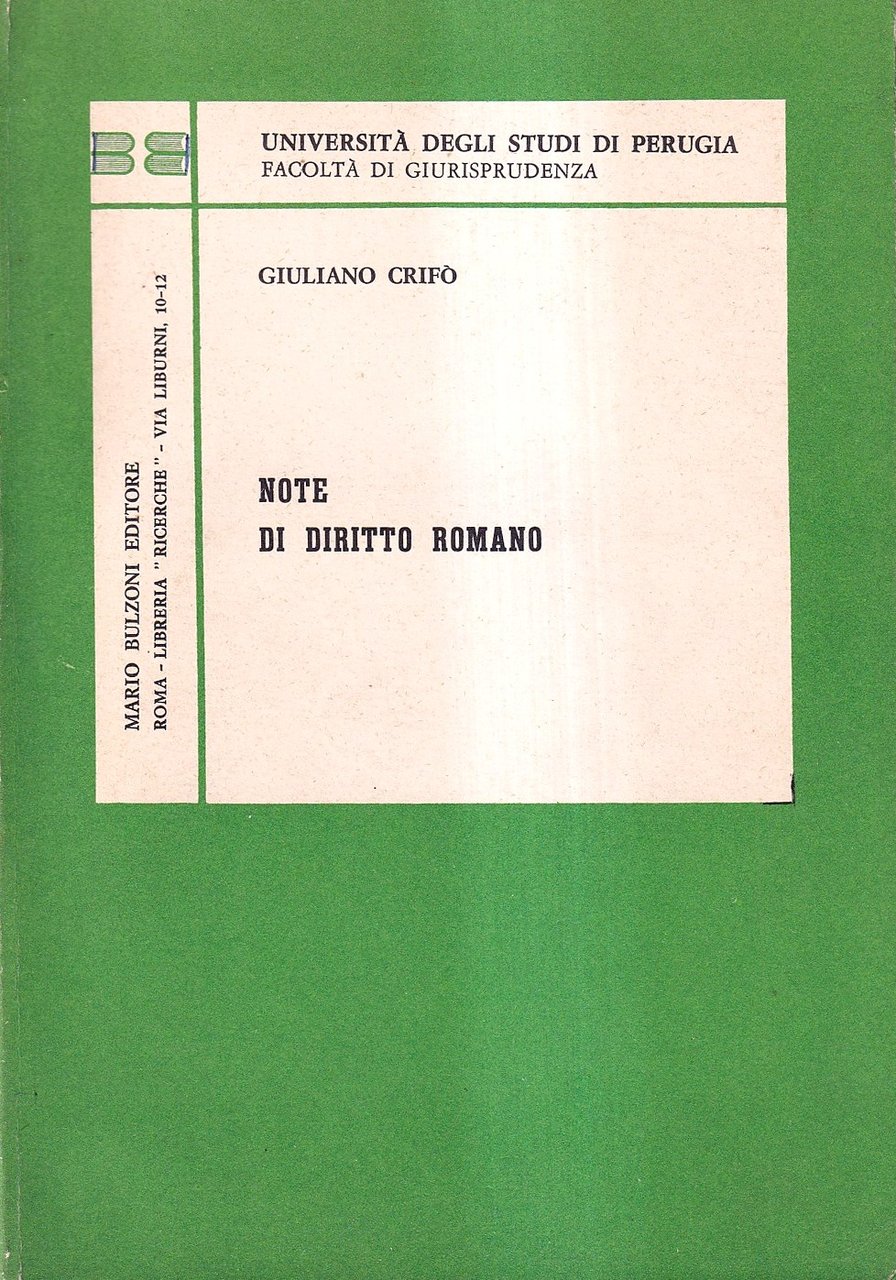 UNIVERSITÀ DEGLI STUDI DI PERUGIA
FACOLTÀ DI GIURISPRUDENZA
GIULIANO CRIFÒ
NOTE
DI DIRITTO ROMANO
MARIO BULZONI EDITORE
ROMA - LIBRERIA "RICERCHE" - VIA LIBURNI, 10-12